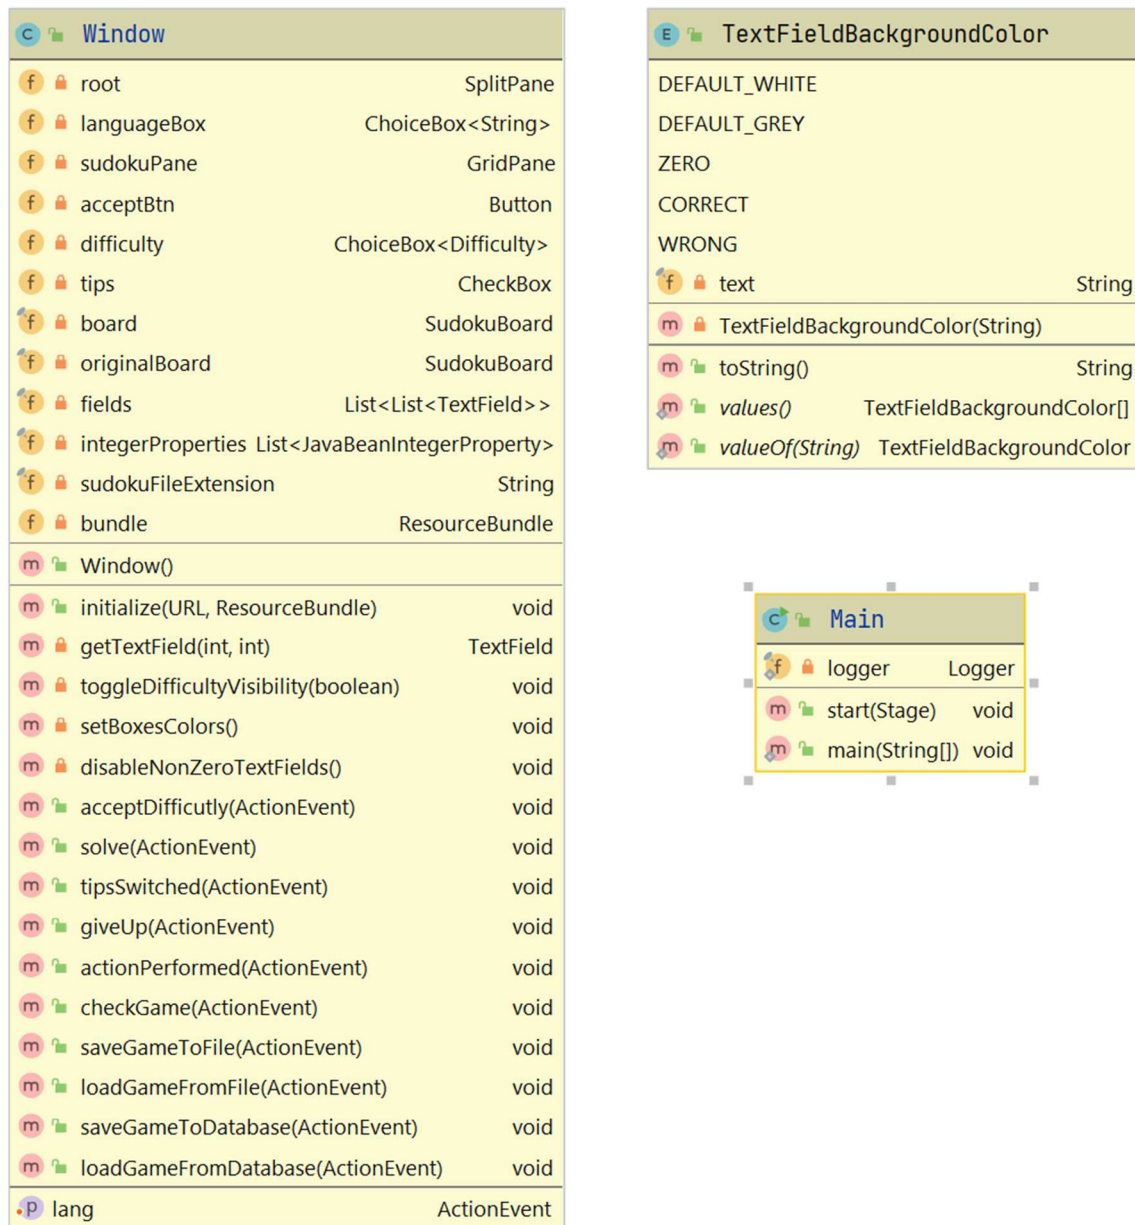 Window
root SplitPane
languageBox ChoiceBox<String>
sudokuPane GridPane
acceptBtn Button
difficulty ChoiceBox<Difficulty>
tips CheckBox
board SudokuBoard
originalBoard SudokuBoard
fields List<List<TextField>>
integerProperties List<JavaBeanIntegerProperty>
sudokuFileExtension String
bundle ResourceBundle
Window()
initialize(URL, ResourceBundle) void
getTextField(int, int) TextField
toggleDifficultyVisibility(boolean) void
setBoxesColors() void
disableNonZeroTextFields() void
acceptDifficutly(ActionEvent) void
solve(ActionEvent) void
tipsSwitched(ActionEvent) void
giveUp(ActionEvent) void
actionPerformed(ActionEvent) void
checkGame(ActionEvent) void
saveGameToFile(ActionEvent) void
loadGameFromFile(ActionEvent) void
saveGameToDatabase(ActionEvent) void
loadGameFromDatabase(ActionEvent) void
lang ActionEvent
TextFieldBackgroundColor
DEFAULT_WHITE
DEFAULT_GREY
ZERO
CORRECT
WRONG
text String
TextFieldBackgroundColor(String)
toString() String
values() TextFieldBackgroundColor[]
valueOf(String) TextFieldBackgroundColor
Main
logger Logger
start(Stage) void
main(String[]) void